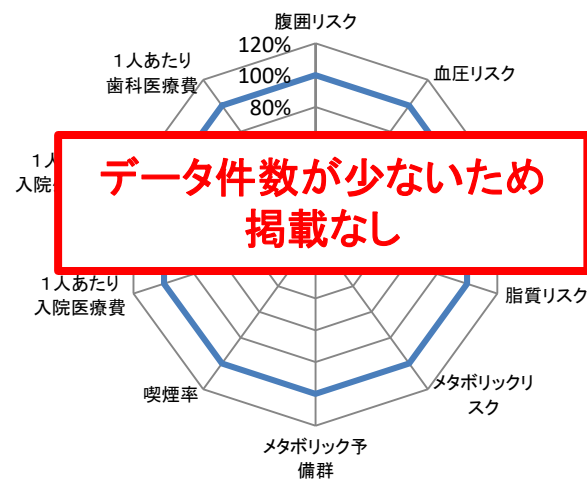 腹囲リスク
120%
100%
80%
1人あたり
歯科医療費
血圧リスク
1人
入院
データ件数が少ないため
掲載なし
1人あたり
入院医療費
脂質リスク
喫煙率
メタボリックリ
スク
メタボリック予
備群